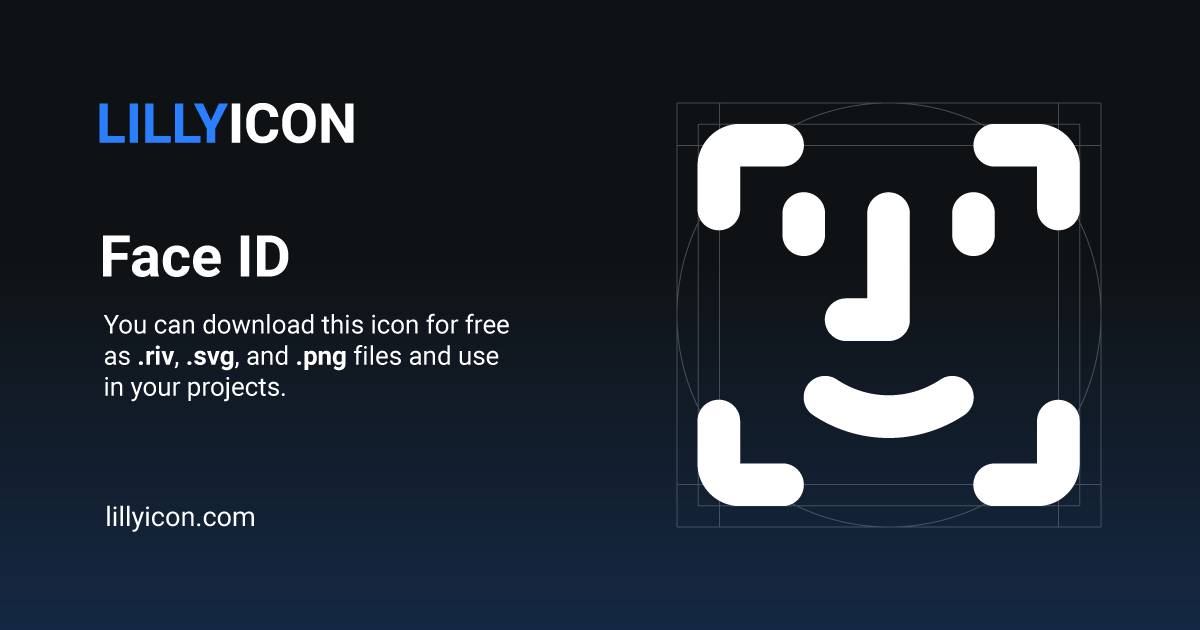 LILLYICON
Face ID
You can download this icon for free
as .riv, .svg, and .png files and use
in your projects.
lillyicon.com